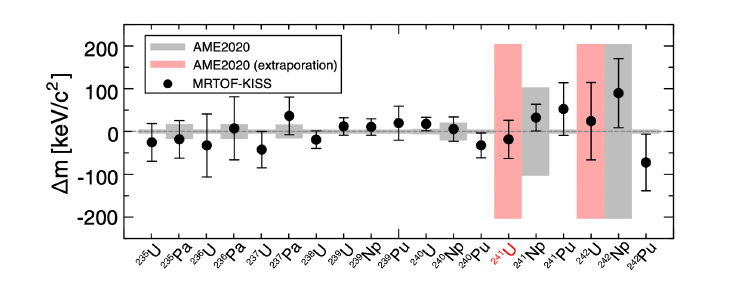 Δm [keV/c²]
200
100
0
-100
-200
AME2020
AME2020 (extraporation)
MRTOF-KISS
²³⁵U
²³⁵Pa
²³⁶U
²³⁶Pa
²³⁷U
²³⁷Pa
²³⁸U
²³⁹U
²³⁹Np
²³⁹Pu
²⁴⁰U
²⁴⁰Np
²⁴⁰Pu
²⁴¹U
²⁴¹Np
²⁴¹Pu
²⁴²U
²⁴²Np
²⁴²Pu